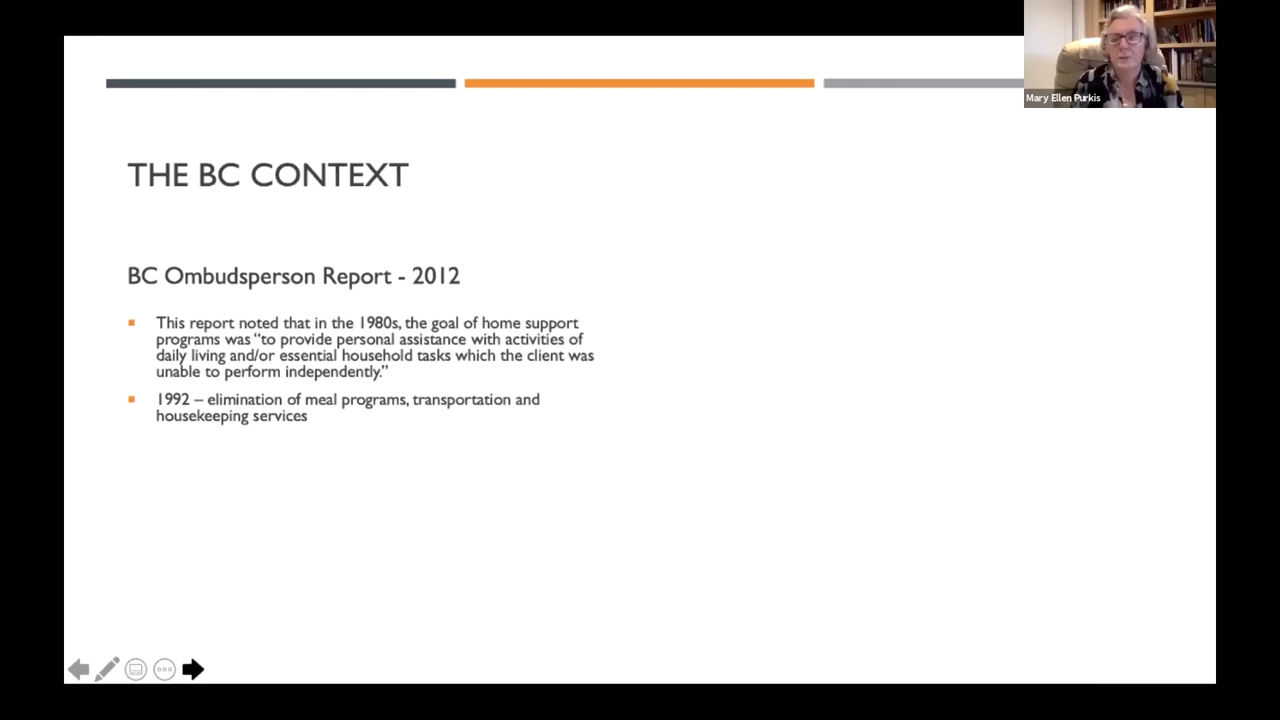 Mary Ellen Purkis
THE BC CONTEXT
BC Ombudsperson Report - 2012
This report noted that in the 1980s, the goal of home support
programs was “to provide personal assistance with activities of
daily living and/or essential household tasks which the client was
unable to perform independently.”
1992 – elimination of meal programs, transportation and
housekeeping services